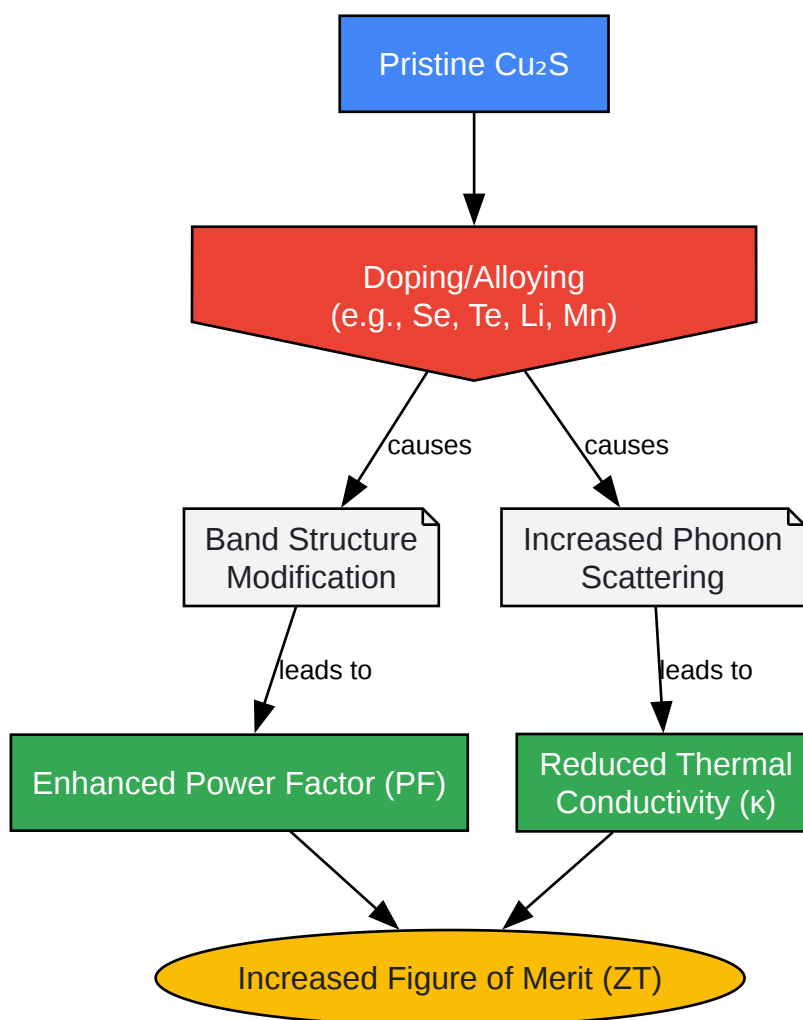 Pristine Cu₂S
Doping/Alloying
(e.g., Se, Te, Li, Mn)
causes
causes
Band Structure
Modification
Increased Phonon
Scattering
leads to
leads to
Enhanced Power Factor (PF)
Reduced Thermal
Conductivity (κ)
Increased Figure of Merit (ZT)